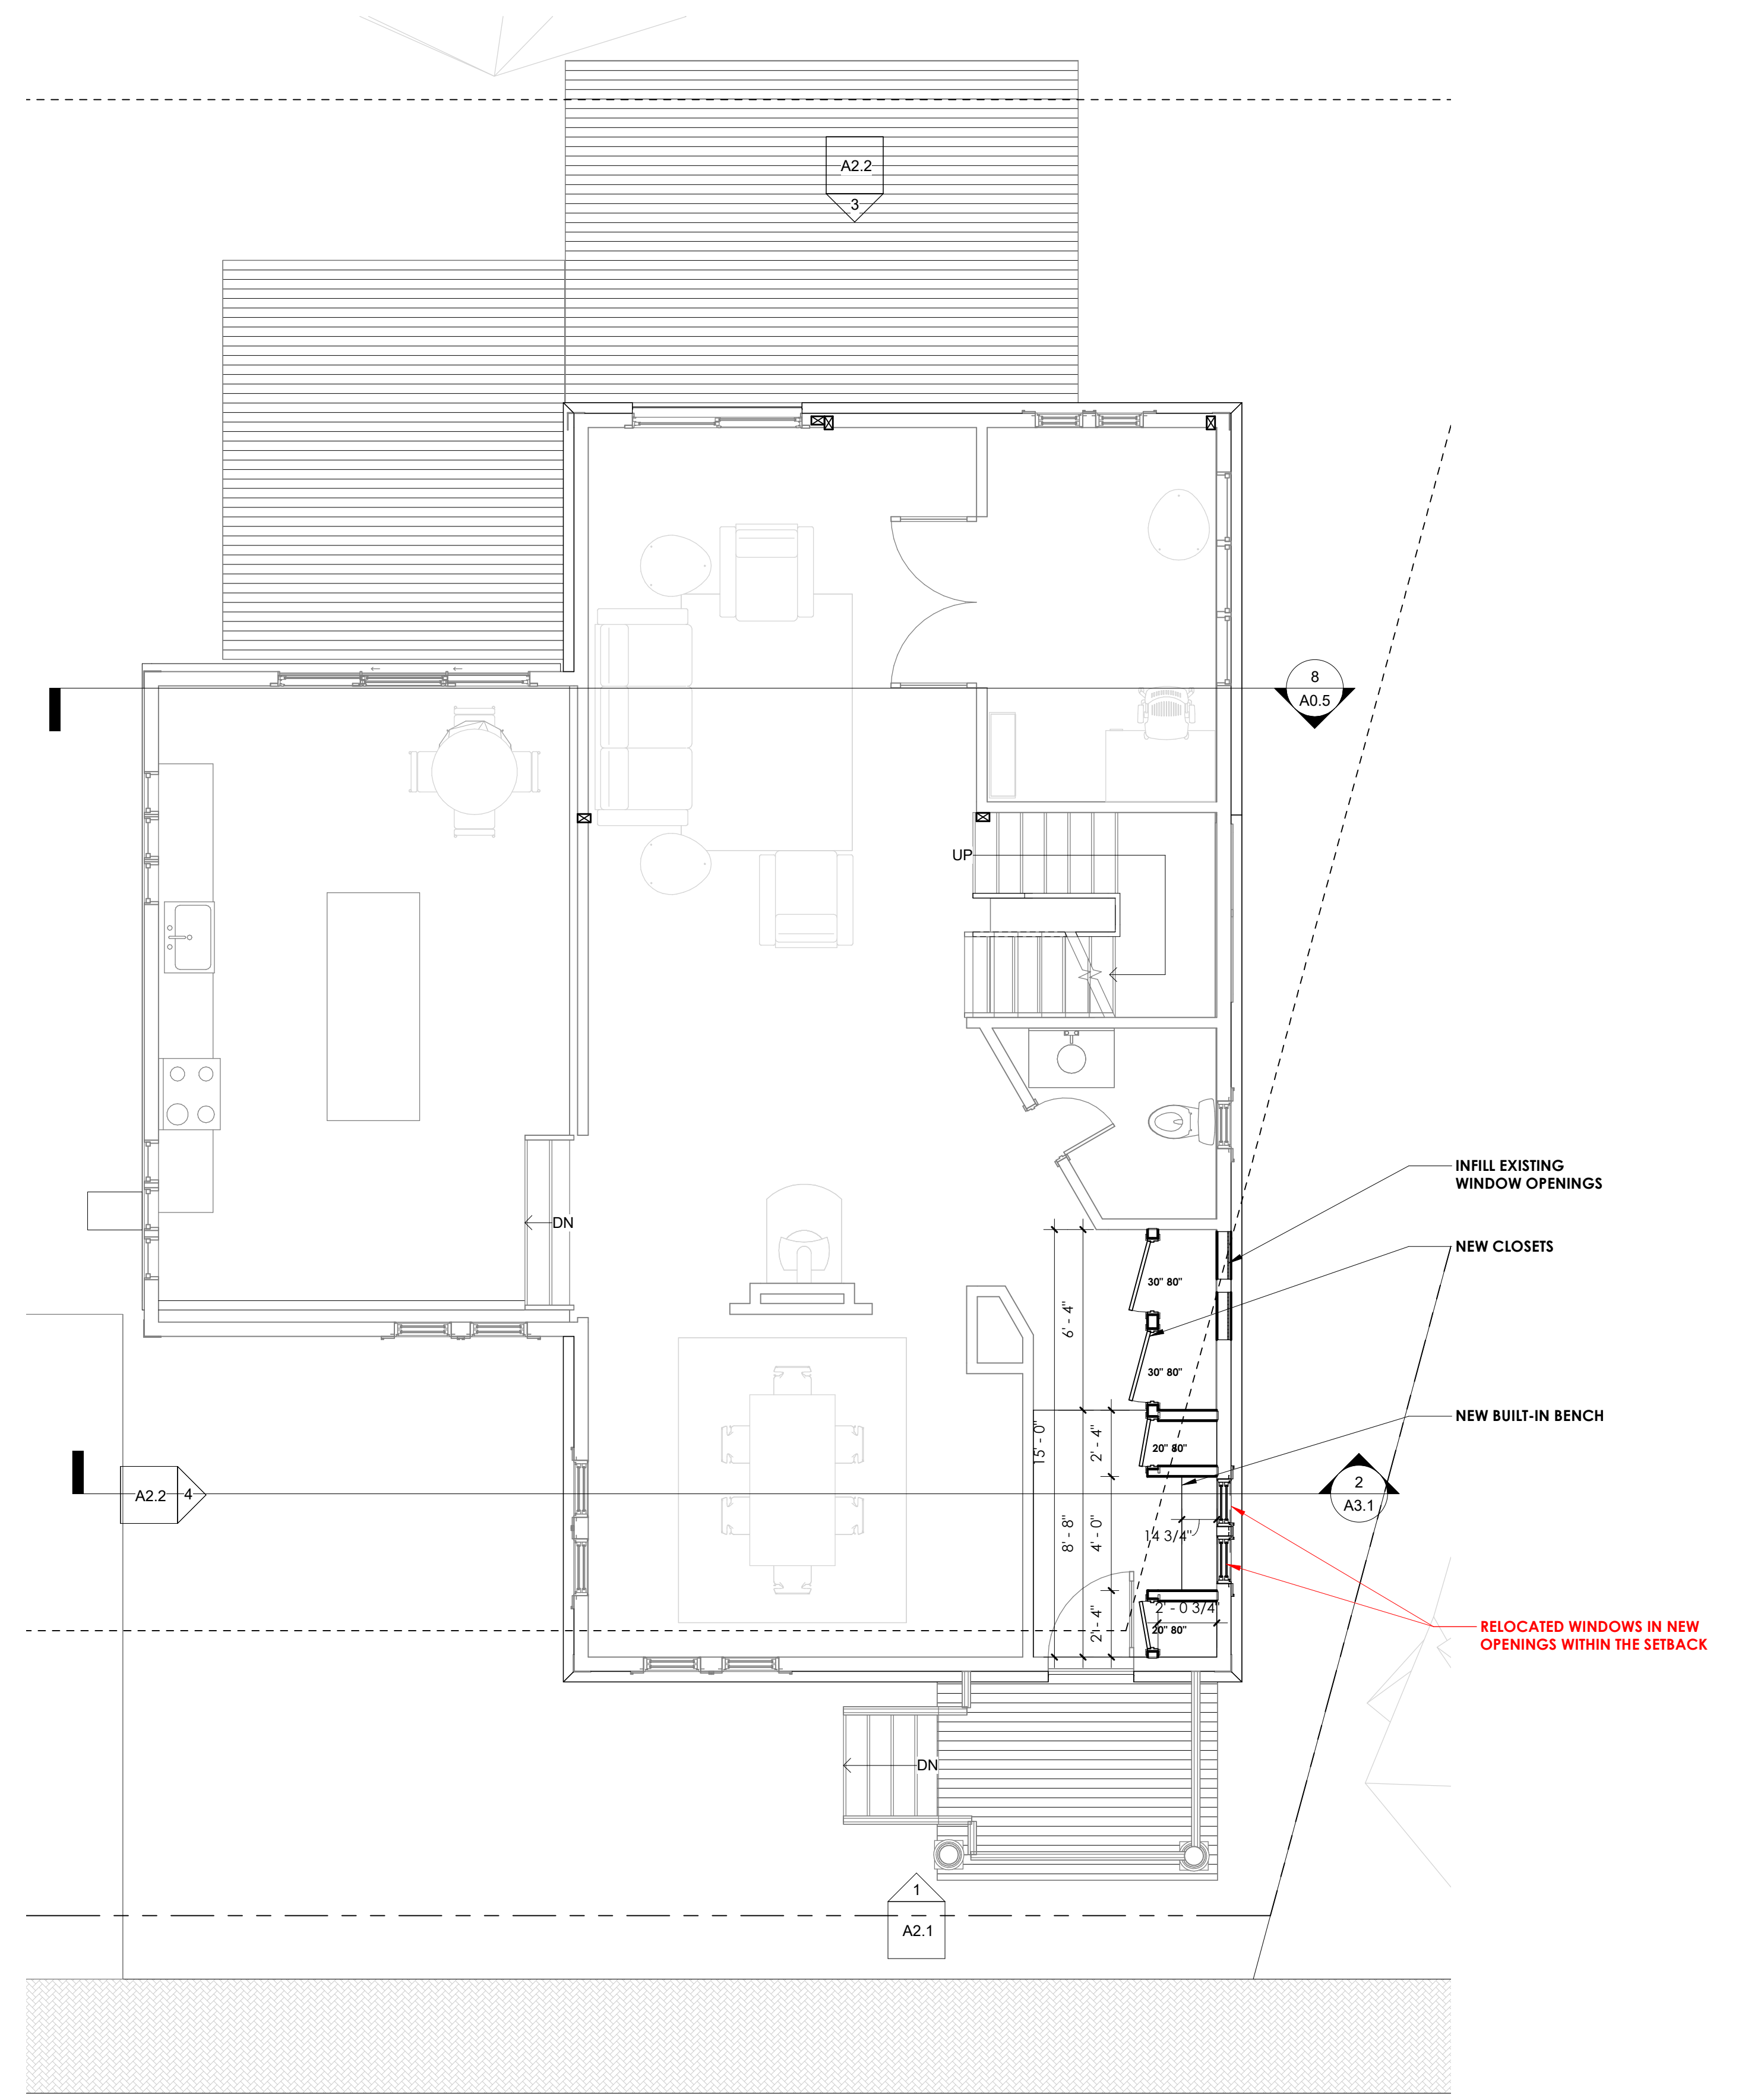 A2.2
3
8
A0.5
UP
INFILL EXISTING
WINDOW OPENINGS
DN
NEW CLOSETS
30" 80"
6' - 4"
30" 80"
NEW BUILT-IN BENCH
15' - 0"
2' - 4"
20" 80"
2
A3.1
A2.2
4
14 3/4"
8' - 8"
4' - 0"
2' - 0 3/4"
2' - 4"
20" 80"
RELOCATED WINDOWS IN NEW
OPENINGS WITHIN THE SETBACK
DN
1
A2.1